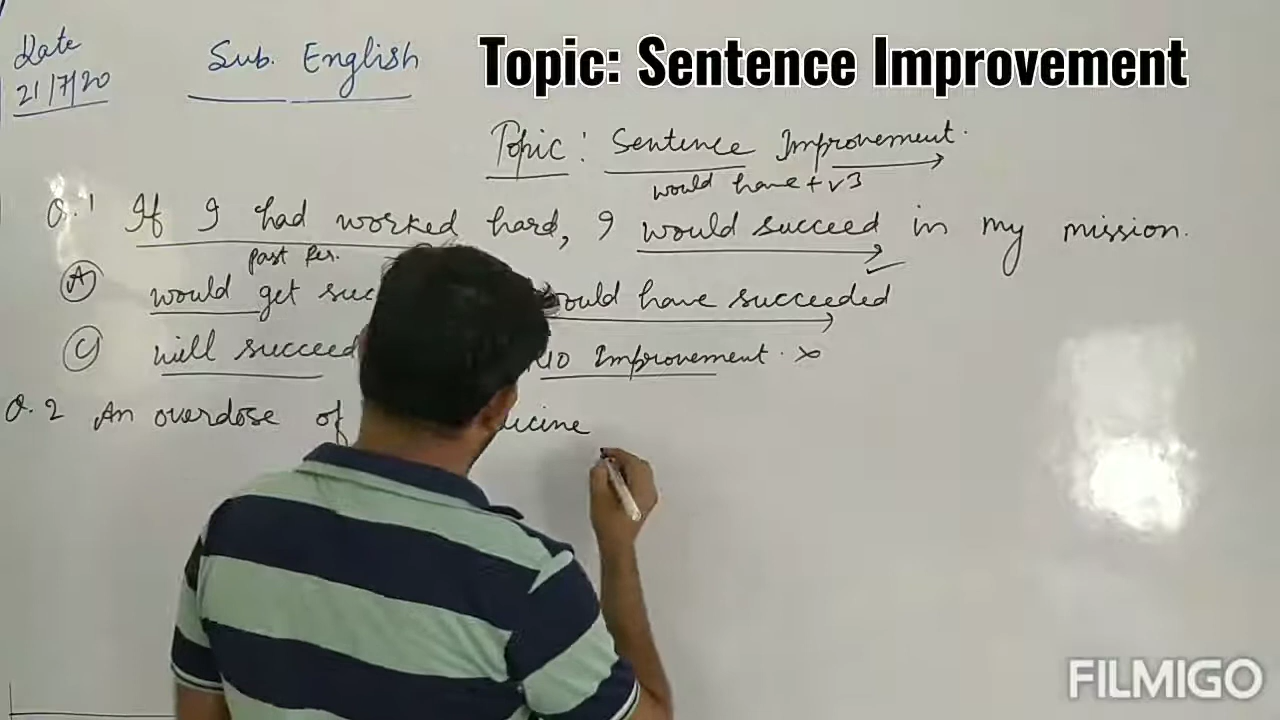 Date
21/7/20
Sub. English
Topic: Sentence Improvement
Topic: Sentence Improvement.
would have + v3
Q.1 If I had worked hard, I would succeed in my mission.
past Per.
A would get would have succeeded
C will succeed No Improvement. ×
Q.2 An overdose of
FILMIGO